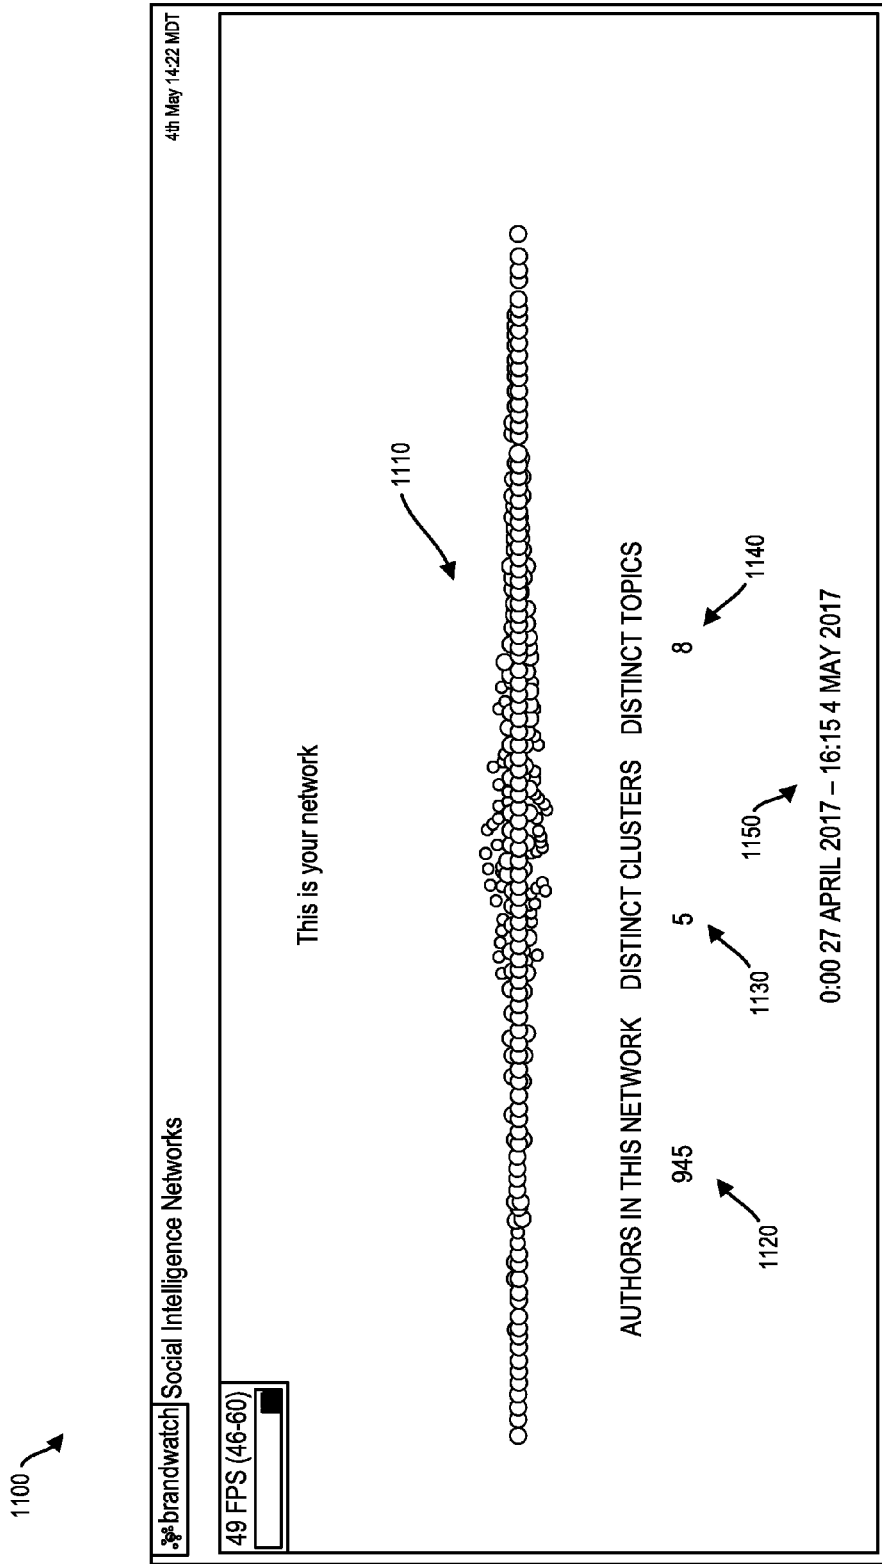 1100
brandwatch Social Intelligence Networks
4th May 14:22 MDT
49 FPS (46-60)
This is your network
1110
AUTHORS IN THIS NETWORK DISTINCT CLUSTERS DISTINCT TOPICS
945 5 8
1120 1130 1140
1150
0:00 27 APRIL 2017 – 16:15 4 MAY 2017